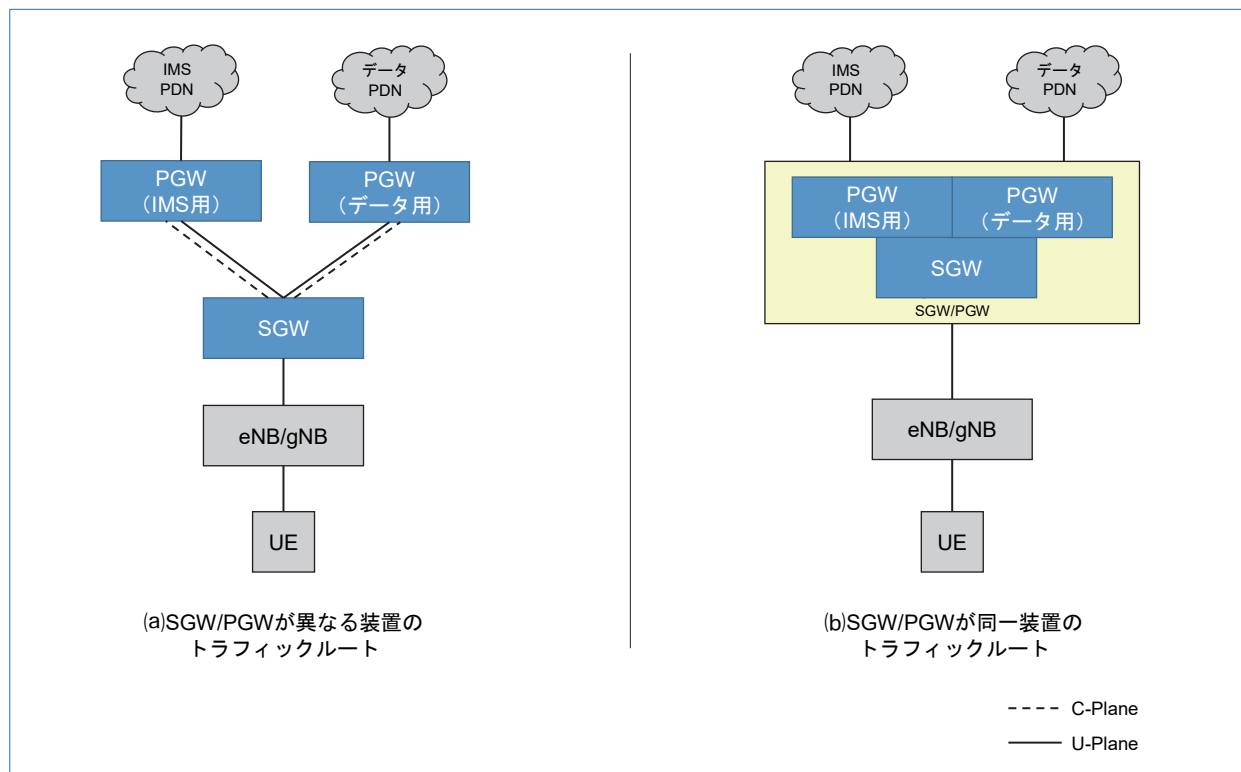 IMS
PDN
データ
PDN
PGW
（IMS用）
PGW
（データ用）
SGW
eNB/gNB
UE
⒜SGW/PGWが異なる装置の
トラフィックルート
IMS
PDN
データ
PDN
PGW
（IMS用）
PGW
（データ用）
SGW
SGW/PGW
eNB/gNB
UE
⒝SGW/PGWが同一装置の
トラフィックルート
C-Plane
U-Plane